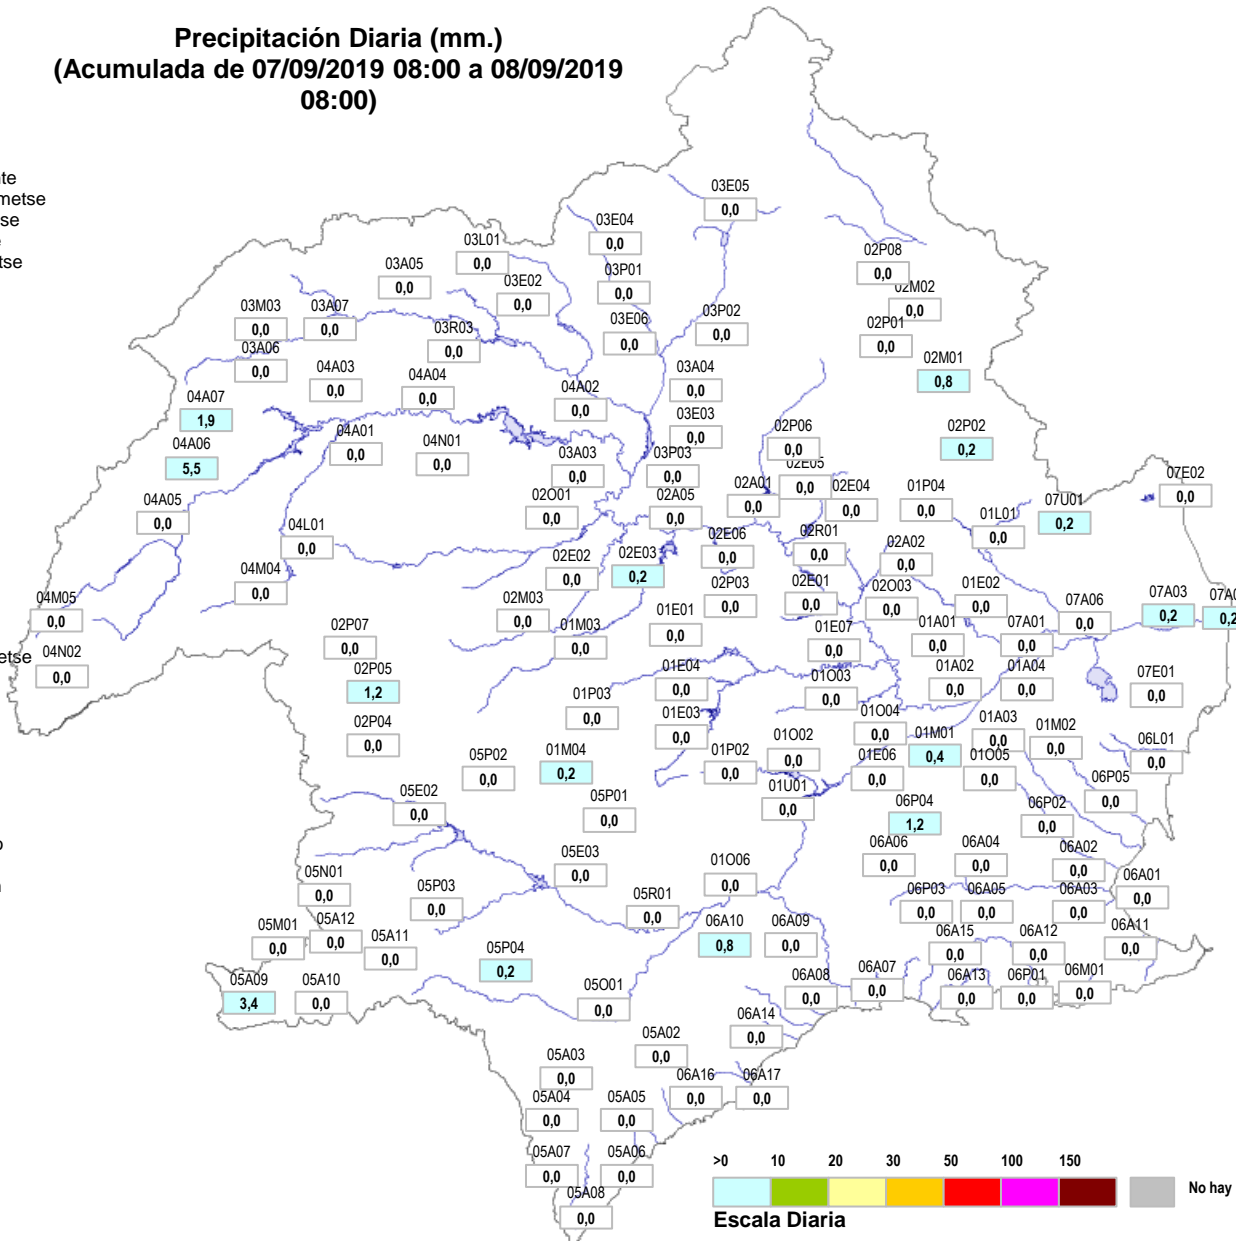 Precipitación Diaria (mm.)
(Acumulada de 07/09/2019 08:00 a 08/09/2019
08:00)
nte
metse
se
e
tse
etse
o
n
03E05
0,0
03E04
0,0
03L01
0,0
03A05
0,0
03E02
0,0
03P01
0,0
02P08
0,0
02M02
0,0
03M03
0,0
03A07
0,0
03R03
0,0
03E06
0,0
03P02
0,0
02P01
0,0
03A06
0,0
04A03
0,0
04A04
0,0
04A02
0,0
03A04
0,0
02M01
0,8
04A07
1,9
03E03
0,0
04A06
5,5
04A01
0,0
04N01
0,0
03A03
0,0
03P03
0,0
02P06
0,0
02P02
0,2
02E05
0,0
04A05
0,0
02O01
0,0
02A05
0,0
02A01
0,0
02E04
0,0
01P04
0,0
07E02
0,0
01L01
0,0
07U01
0,2
04L01
0,0
02E06
0,0
02R01
0,0
02A02
0,0
04M04
0,0
02E02
0,0
02E03
0,2
02P03
0,0
02E01
0,0
02O03
0,0
01E02
0,0
04M05
0,0
02M03
0,0
01E01
0,0
07A06
0,0
07A03
0,2
07A0
0,2
02P07
0,0
01M03
0,0
01E07
0,0
01A01
0,0
07A01
0,0
04N02
0,0
02P05
1,2
01E04
0,0
01O03
0,0
01A02
0,0
01A04
0,0
07E01
0,0
01P03
0,0
01E03
0,0
01O04
0,0
01A03
0,0
01M02
0,0
02P04
0,0
01M01
0,4
06L01
0,0
05P02
0,0
01M04
0,2
01P02
0,0
01O02
0,0
01E06
0,0
01O05
0,0
05E02
0,0
05P01
0,0
01U01
0,0
06P04
1,2
06P02
0,0
06P05
0,0
05E03
0,0
01O06
0,0
06A06
0,0
06A04
0,0
06A02
0,0
05N01
0,0
05P03
0,0
05R01
0,0
06P03
0,0
06A05
0,0
06A03
0,0
06A01
0,0
05M01
0,0
05A12
0,0
05A11
0,0
06A10
0,8
06A09
0,0
06A15
0,0
06A12
0,0
06A11
0,0
05A09
3,4
05A10
0,0
05P04
0,2
05O01
0,0
06A08
0,0
06A07
0,0
06A13
0,0
06P01
0,0
06M01
0,0
05A02
0,0
06A14
0,0
05A03
0,0
06A16
0,0
06A17
0,0
05A04
0,0
05A05
0,0
05A07
0,0
05A06
0,0
05A08
0,0
>0 10 20 30 50 100 150
No hay
Escala Diaria